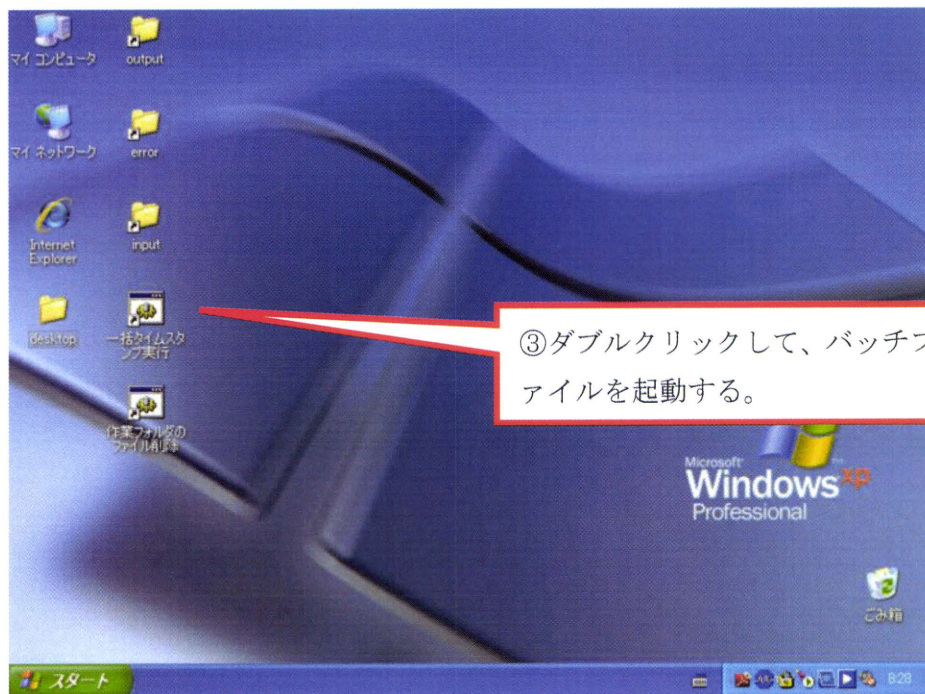 マイ コンピュータ
output
マイ ネットワーク
error
Internet
Explorer
input
desktop
一括タイムスタ
ンプ実行
作業フォルダの
ファイル削除
③ダブルクリックして、バッチフ
ァイルを起動する。
Microsoft
Windows xp
Professional
ごみ箱
スタート
8:28